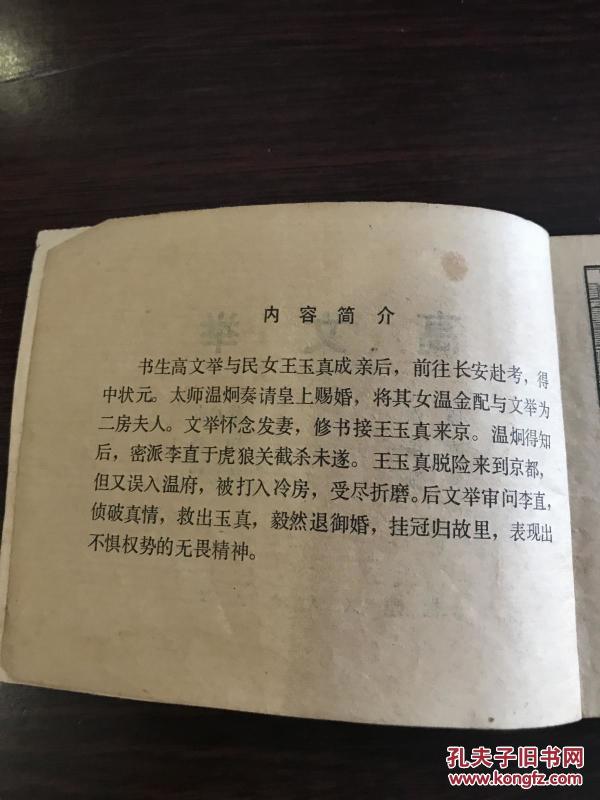 内容简介
书生高文举与民女王玉真成亲后，前往长安赴考，得
中状元。太师温炯奏请皇上赐婚，将其女温金配与文举为
二房夫人。文举怀念发妻，修书接王玉真来京。温炯得知
后，密派李直于虎狼关截杀未遂。王玉真脱险来到京都，
但又误入温府，被打入冷房，受尽折磨。后文举审问李直，
侦破真情，救出玉真，毅然退御婚，挂冠归故里，表现出
不惧权势的无畏精神。
高文举
孔夫子旧书网
www.kongfz.com